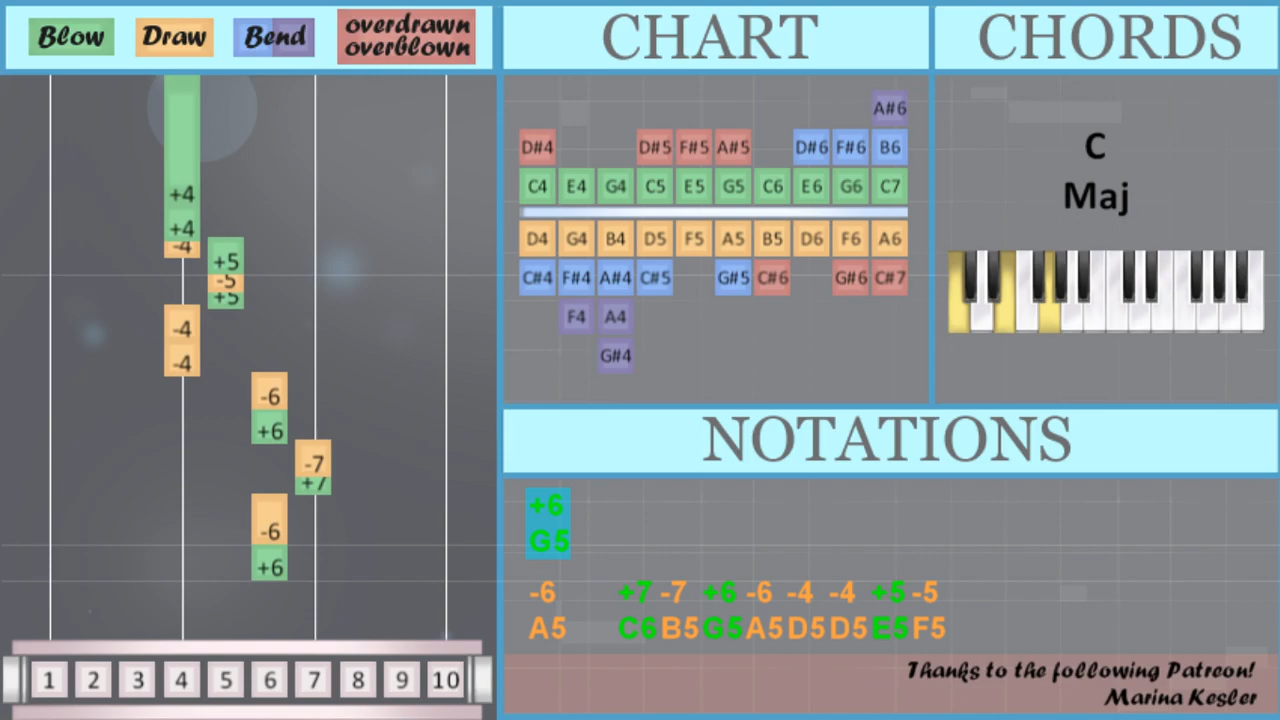 Blow Draw Bend overdrawn
overblown
CHART
CHORDS
+4
+4
-4
+5
-5
+5
-4
-4
-6
+6
-7
+7
-6
+6
1 2 3 4 5 6 7 8 9 10
A#6
D#4 D#5 F#5 A#5 D#6 F#6 B6
C4 E4 G4 C5 E5 G5 C6 E6 G6 C7
D4 G4 B4 D5 F5 A5 B5 D6 F6 A6
C#4 F#4 A#4 C#5 G#5 C#6 G#6 C#7
F4 A4
G#4
C
Maj
NOTATIONS
+6
G5
-6 +7 -7 +6 -6 -4 -4 +5 -5
A5 C6 B5 G5 A5 D5 D5 E5 F5
Thanks to the following Patreon!
Marina Kesler